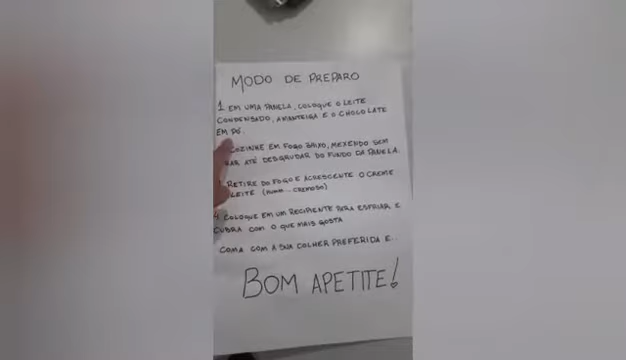 MODO DE PREPARO
1 EM UMA PANELA, COLOQUE O LEITE
CONDENSADO, A MANTEIGA E O CHOCOLATE
EM PÓ.
COZINHE EM FOGO BAIXO, MEXENDO SEM
RAR ATÉ DESGRUDAR DO FUNDO DA PANELA.
RETIRE DO FOGO E ACRESCENTE O CREME
LEITE (HUMM... CREMOSO)
4 COLOQUE EM UM RECIPIENTE PARA ESFRIAR E
CUBRA COM O QUE MAIS GOSTA
COMA COM A SUA COLHER PREFERIDA E...
BOM APETITE!